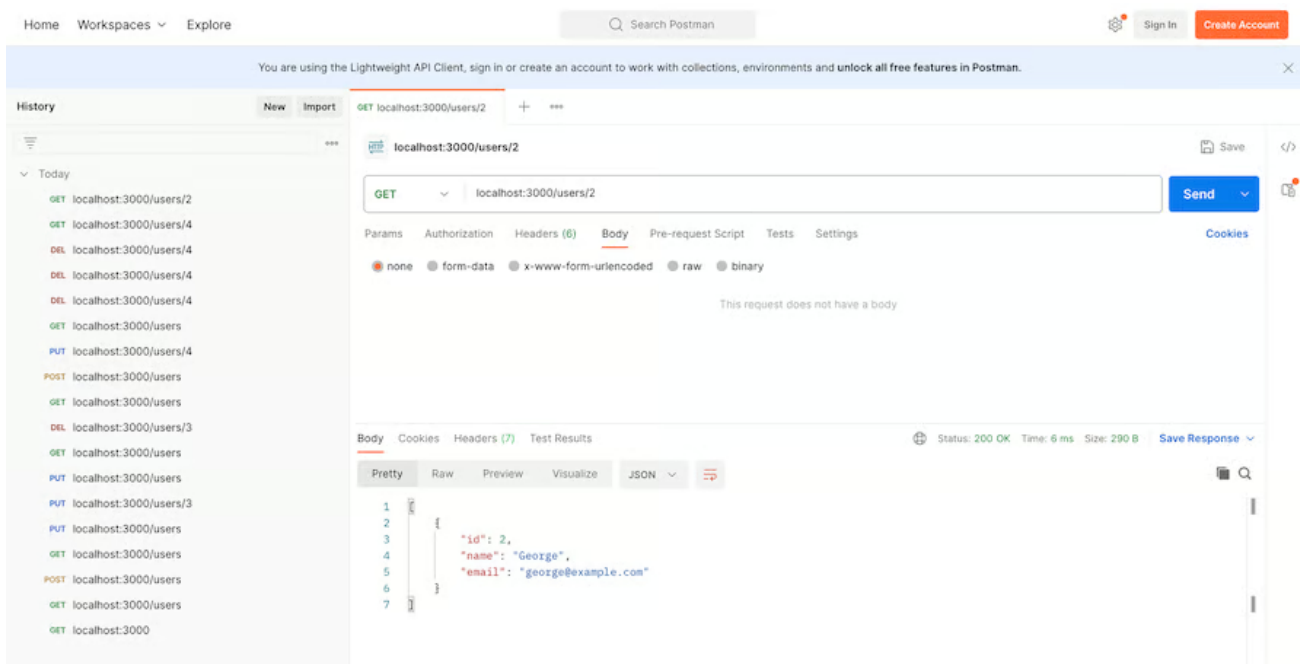 Home Workspaces Explore Search Postman Sign In Create Account
You are using the Lightweight API Client, sign in or create an account to work with collections, environments and unlock all free features in Postman.
History New Import GET localhost:3000/users/2
HTTP localhost:3000/users/2 Save
Today
GET localhost:3000/users/2
GET localhost:3000/users/4
DEL localhost:3000/users/4
DEL localhost:3000/users/4
DEL localhost:3000/users/4
GET localhost:3000/users
PUT localhost:3000/users/4
POST localhost:3000/users
GET localhost:3000/users
DEL localhost:3000/users/3
GET localhost:3000/users
PUT localhost:3000/users
PUT localhost:3000/users/3
PUT localhost:3000/users
GET localhost:3000/users
POST localhost:3000/users
GET localhost:3000/users
GET localhost:3000
GET localhost:3000/users/2 Send
Params Authorization Headers (6) Body Pre-request Script Tests Settings Cookies
none form-data x-www-form-urlencoded raw binary
This request does not have a body
Body Cookies Headers (7) Test Results Status: 200 OK Time: 6 ms Size: 290 B Save Response
Pretty Raw Preview Visualize JSON
1 [
2 {
3 "id": 2,
4 "name": "George",
5 "email": "george@example.com"
6 }
7 ]